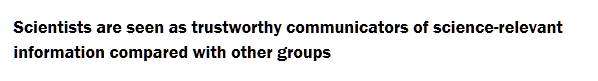 Scientists are seen as trustworthy communicators of science-relevant
information compared with other groups